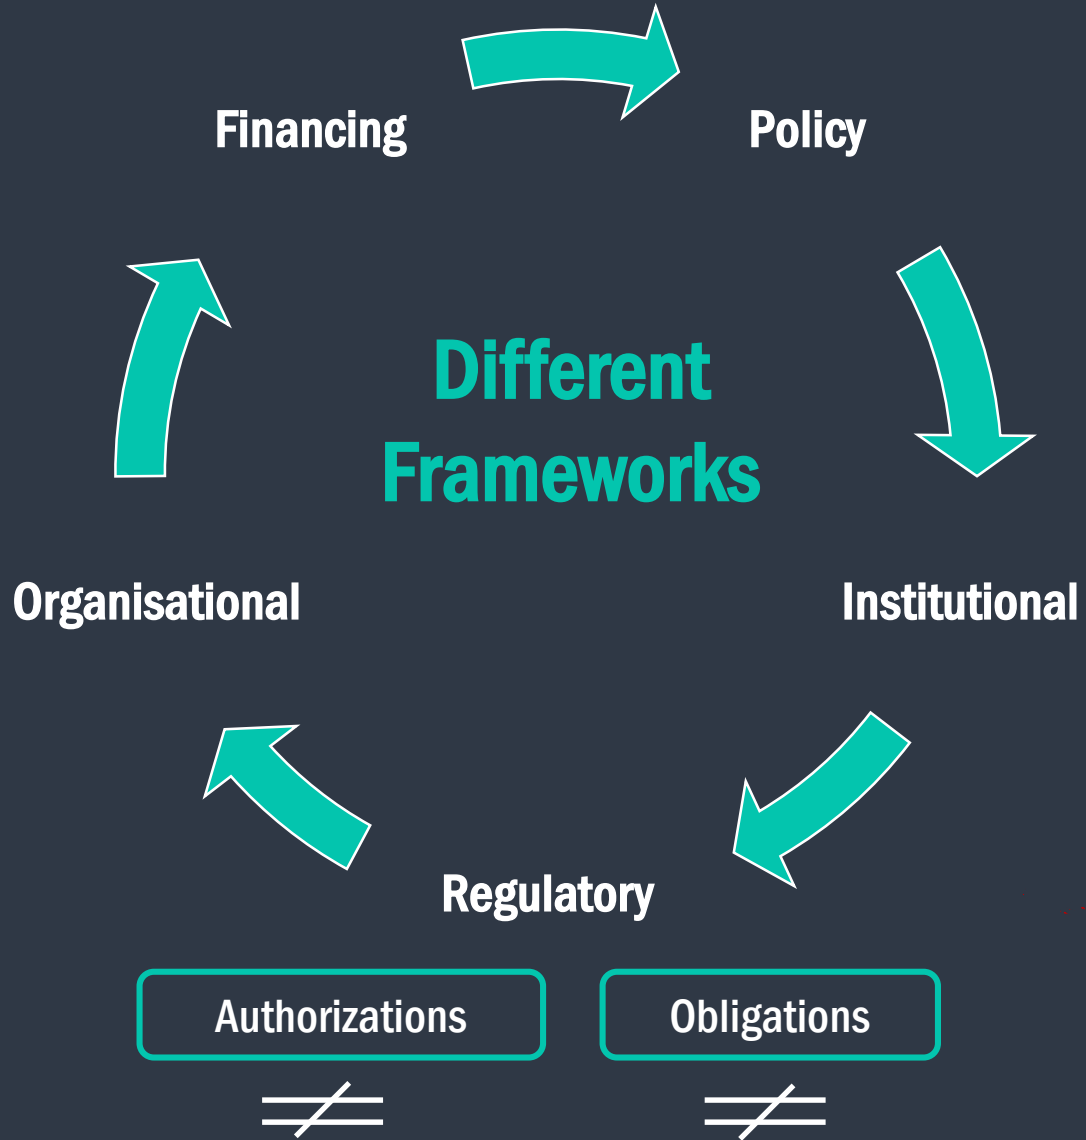 Financing
Policy
Different
Frameworks
Organisational
Institutional
Regulatory
Authorizations
Obligations
≠
≠